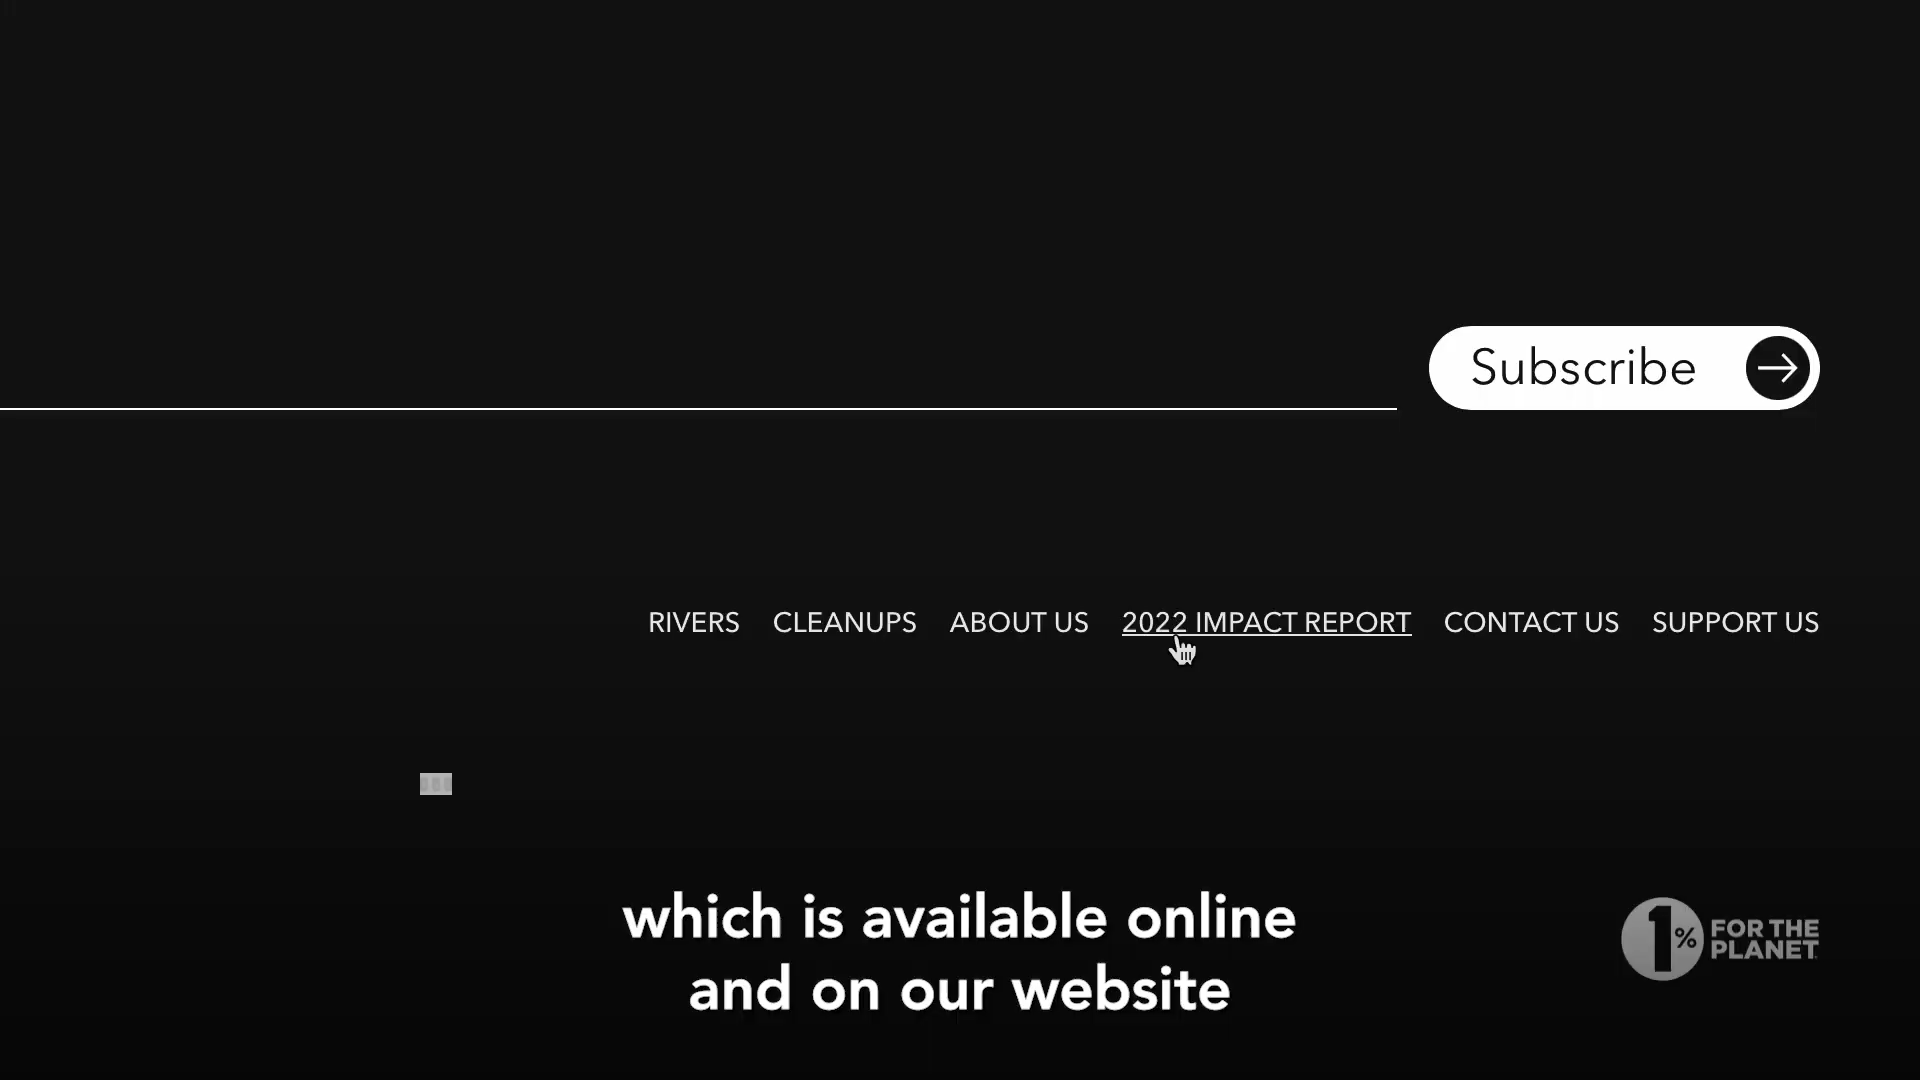 Subscribe
RIVERS CLEANUPS ABOUT US 2022 IMPACT REPORT CONTACT US SUPPORT US
which is available online
and on our website
1% FOR THE
PLANET